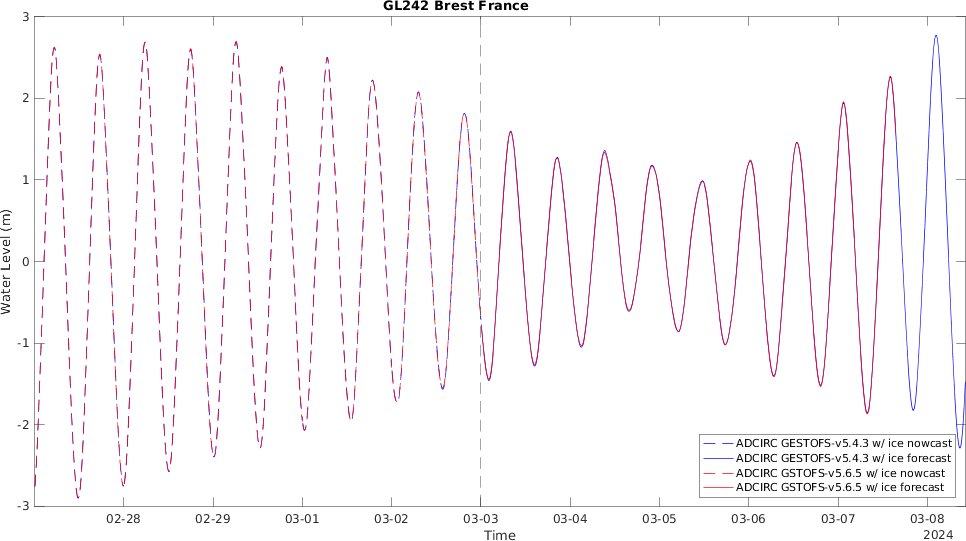 GL242 Brest France
3
2
1
0
-1
-2
-3
Water Level (m)
ADCIRC GESTOFS-v5.4.3 w/ ice nowcast
ADCIRC GESTOFS-v5.4.3 w/ ice forecast
ADCIRC GSTOFS-v5.6.5 w/ ice nowcast
ADCIRC GSTOFS-v5.6.5 w/ ice forecast
02-28 02-29 03-01 03-02 03-03 03-04 03-05 03-06 03-07 03-08
Time 2024